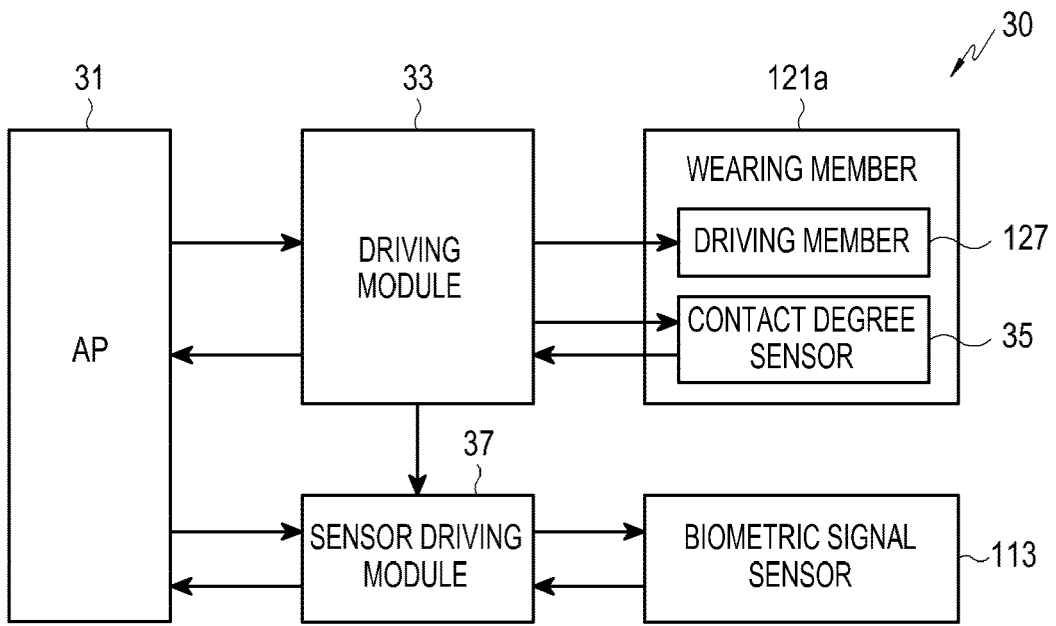 30
31
33
121a
WEARING MEMBER
DRIVING MEMBER
127
DRIVING
MODULE
CONTACT DEGREE
SENSOR
35
AP
37
SENSOR DRIVING
MODULE
BIOMETRIC SIGNAL
SENSOR
113